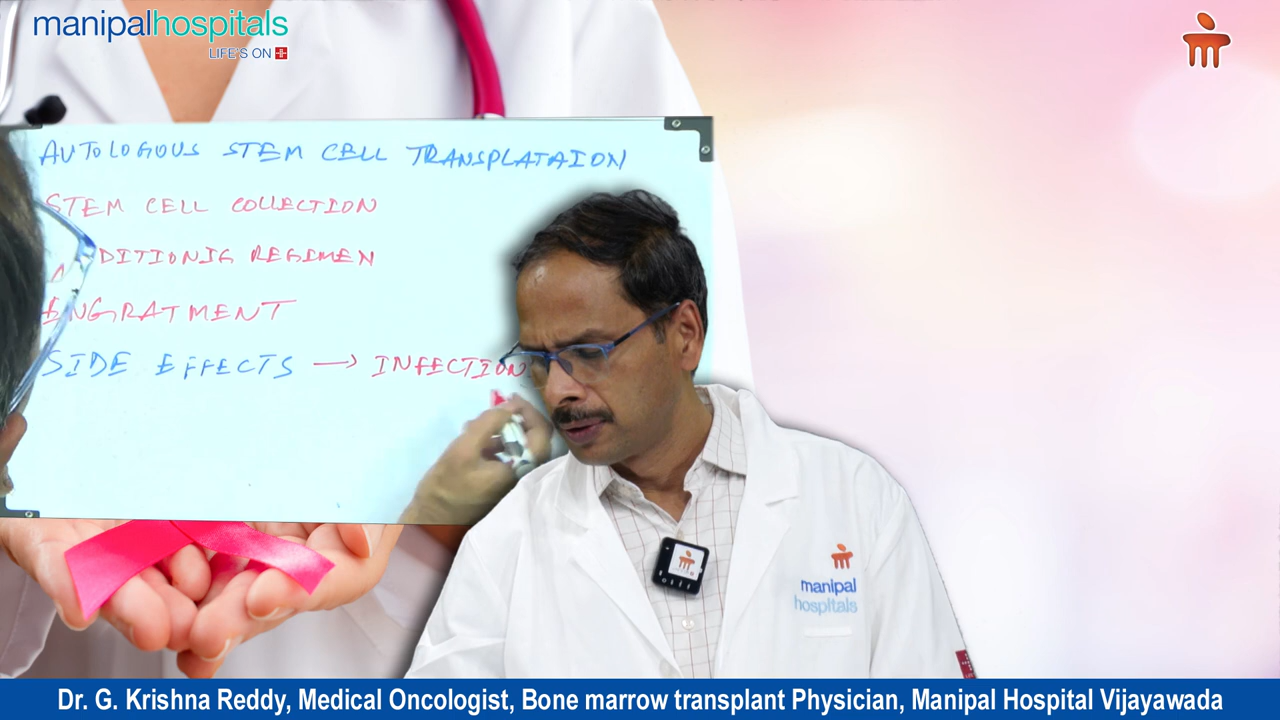 manipalhospitals
LIFE'S ON
AUTOLOGOUS STEM CELL TRANSPLATAION
STEM CELL COLLECTION
DITIONIG REGIMEN
ENGRATMENT
SIDE EFFECTS → INFECTION
manipal
hospitals
Dr. G. Krishna Reddy, Medical Oncologist, Bone marrow transplant Physician, Manipal Hospital Vijayawada